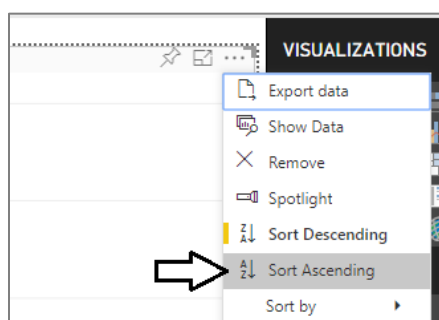 VISUALIZATIONS
Export data
Show Data
Remove
Spotlight
Sort Descending
Sort Ascending
Sort by